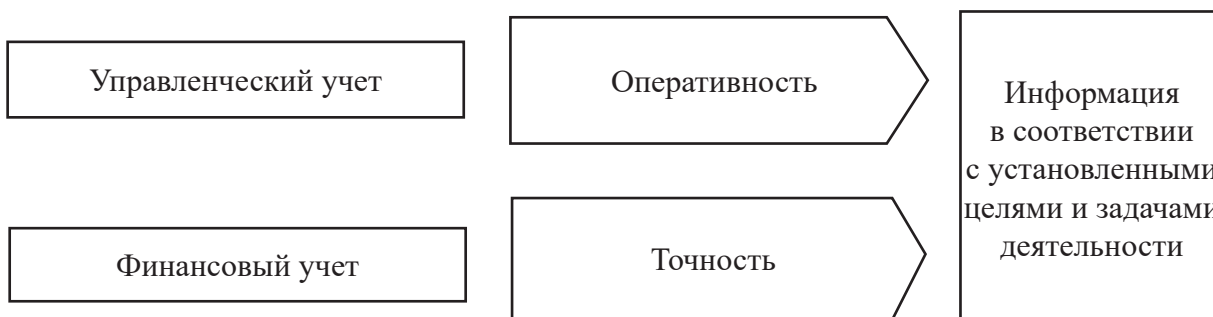 Управленческий учет
Оперативность
Финансовый учет
Точность
Информация
в соответствии
с установленными
целями и задачами
деятельности